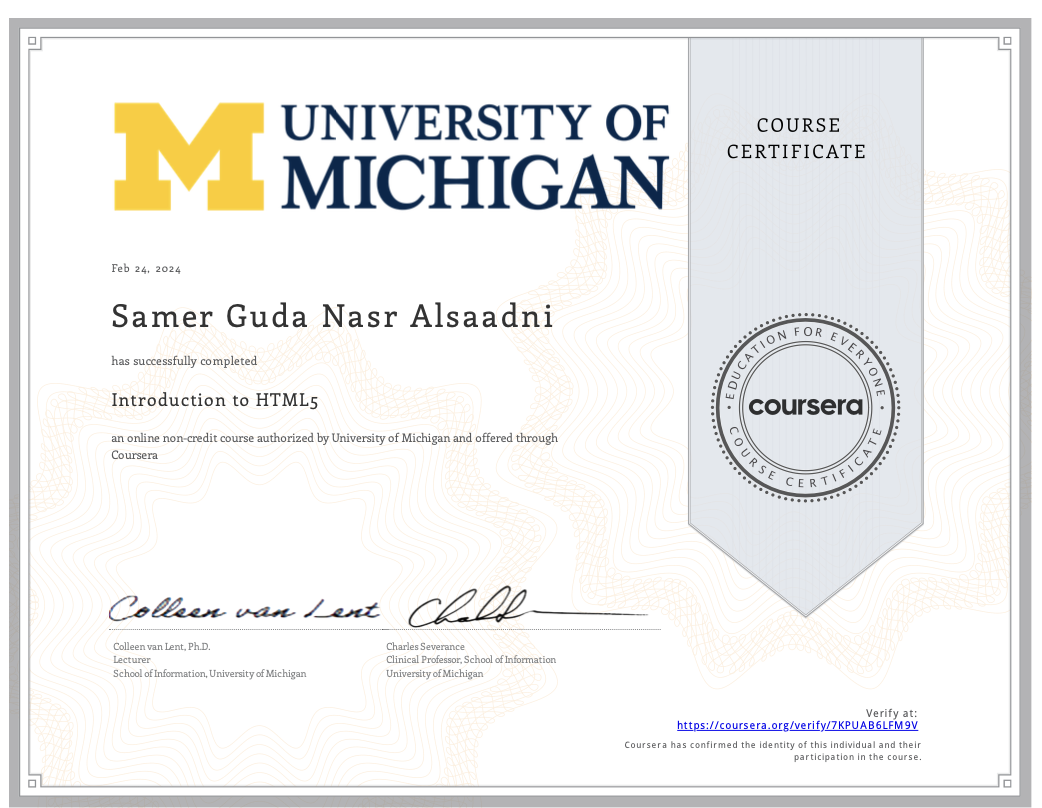 UNIVERSITY OF
MICHIGAN
COURSE
CERTIFICATE
Feb 24, 2024
Samer Guda Nasr Alsaadni
has successfully completed
Introduction to HTML5
an online non-credit course authorized by University of Michigan and offered through
Coursera
EDUCATION FOR EVERYONE
coursera
COURSE CERTIFICATE
Colleen van Lent
Colleen van Lent, Ph.D.
Lecturer
School of Information, University of Michigan
Charles Severance
Clinical Professor, School of Information
University of Michigan
Verify at:
https://coursera.org/verify/7KPUAB6LFM9V
Coursera has confirmed the identity of this individual and their
participation in the course.